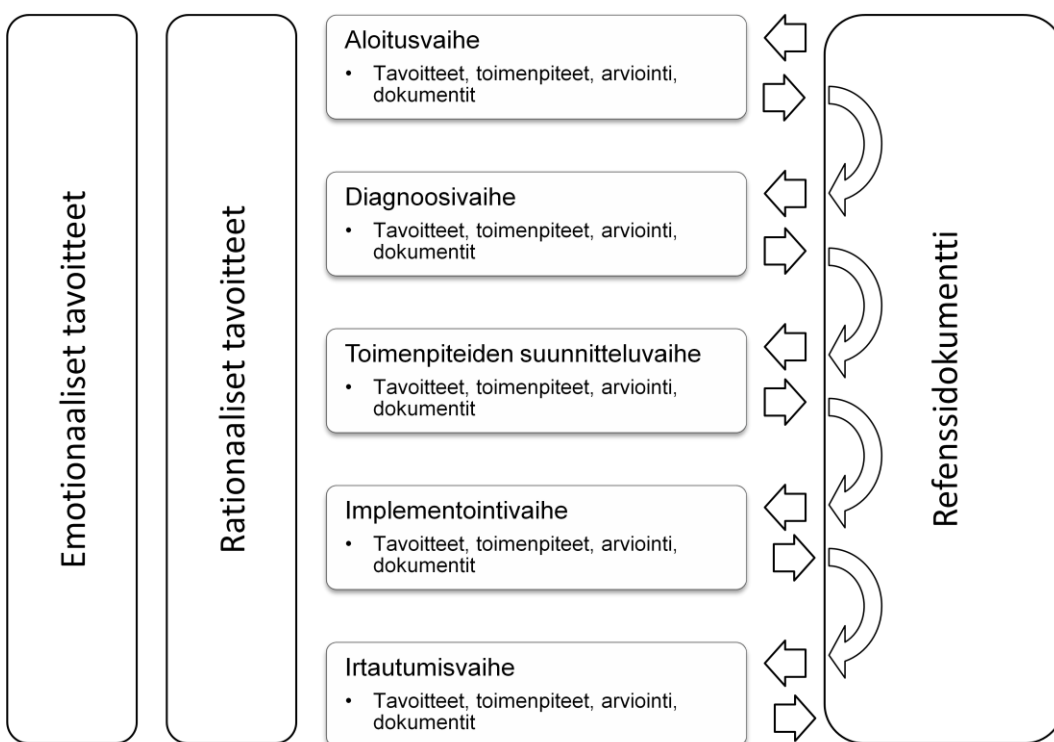 Emotionaaliset tavoitteet
Rationaaliset tavoitteet
Aloitusvaihe
• Tavoitteet, toimenpiteet, arviointi,
dokumentit
Diagnoosivaihe
• Tavoitteet, toimenpiteet, arviointi,
dokumentit
Toimenpiteiden suunnitteluvaihe
• Tavoitteet, toimenpiteet, arviointi,
dokumentit
Implementointivaihe
• Tavoitteet, toimenpiteet, arviointi,
dokumentit
Irtautumisvaihe
• Tavoitteet, toimenpiteet, arviointi,
dokumentit
Refenssidokumentti